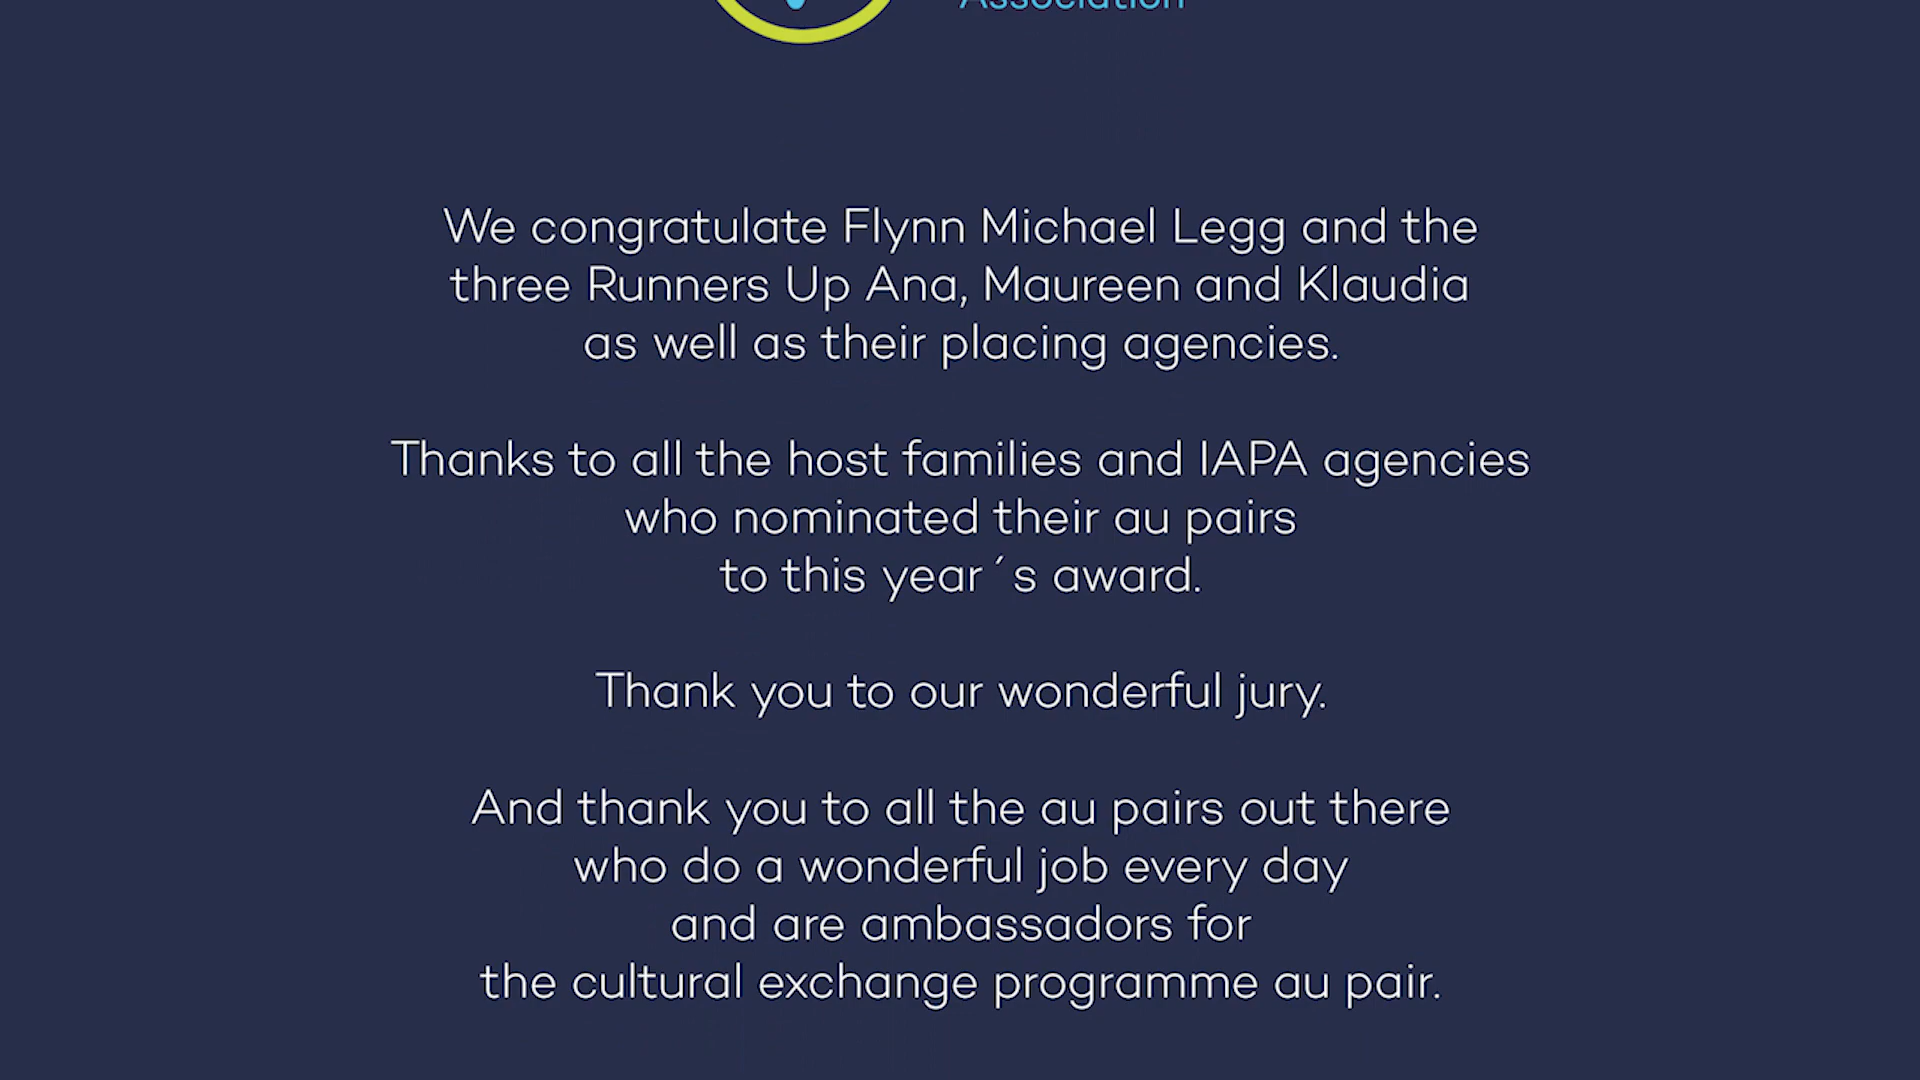 Association
We congratulate Flynn Michael Legg and the
three Runners Up Ana, Maureen and Klaudia
as well as their placing agencies.
Thanks to all the host families and IAPA agencies
who nominated their au pairs
to this year´s award.
Thank you to our wonderful jury.
And thank you to all the au pairs out there
who do a wonderful job every day
and are ambassadors for
the cultural exchange programme au pair.